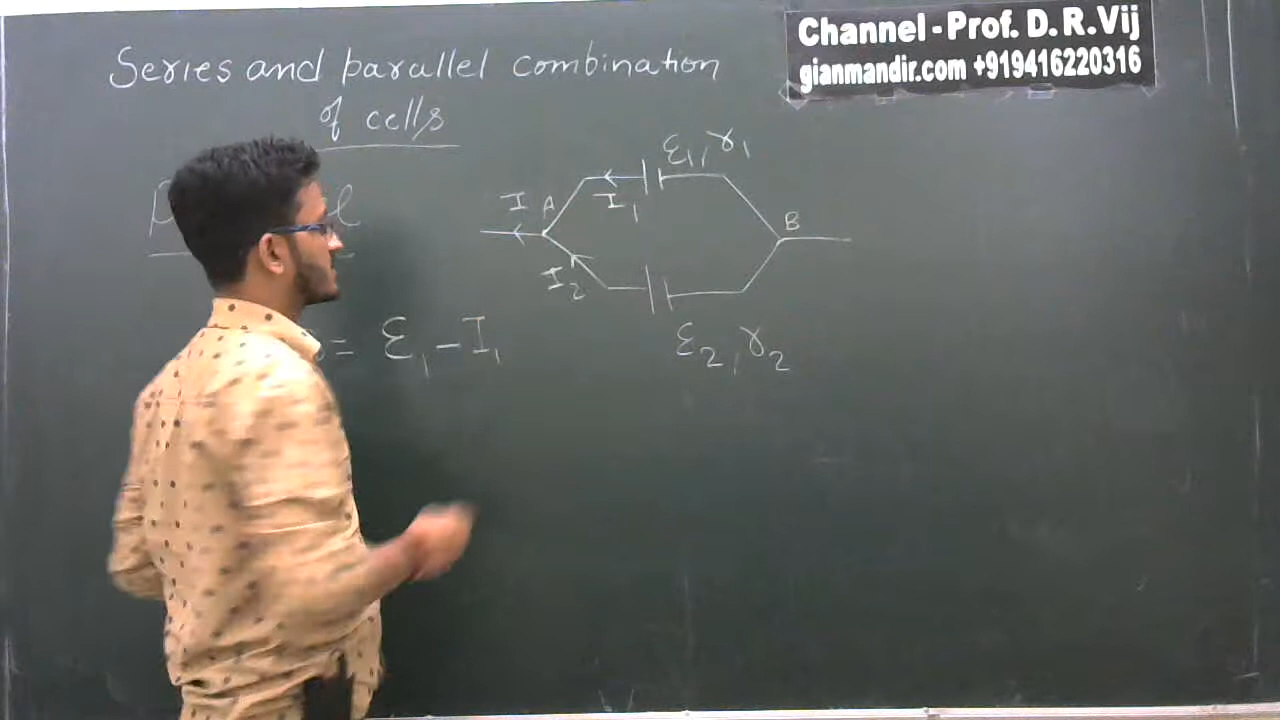 Channel - Prof. D. R. Vij
gianmandir.com +919416220316
Series and parallel combination
of cells
ε₁, r₁
I A
I₁
B
I₂
= ε₁ - I₁
ε₂, r₂